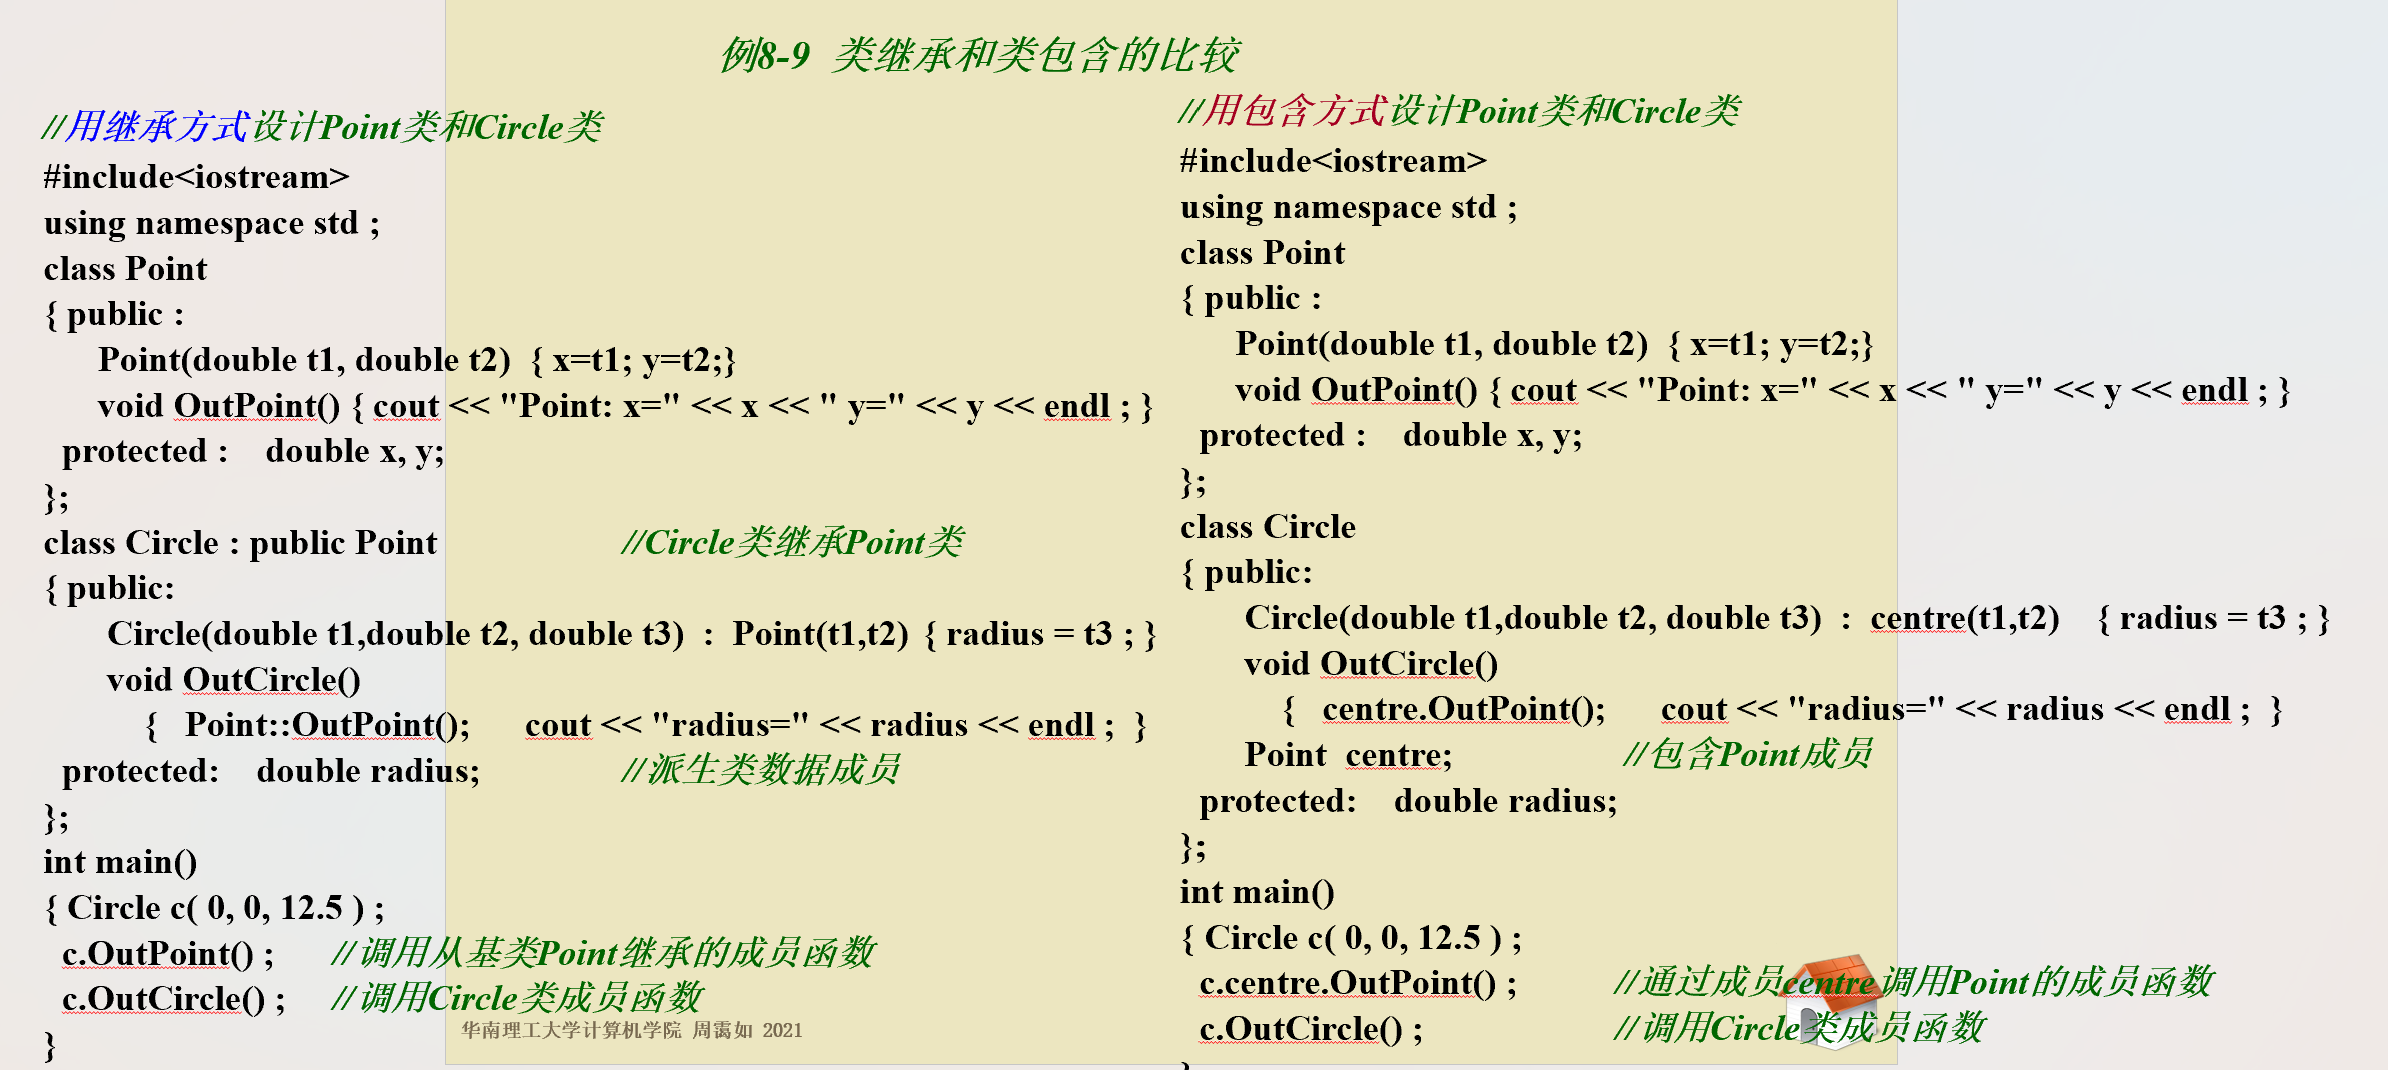 例8-9 类继承和类包含的比较
//用继承方式设计Point类和Circle类
#include<iostream>
using namespace std ;
class Point
{ public :
Point(double t1, double t2) { x=t1; y=t2;}
void OutPoint() { cout << "Point: x=" << x << " y=" << y << endl ; }
protected : double x, y;
};
class Circle : public Point //Circle类继承Point类
{ public:
Circle(double t1,double t2, double t3) : Point(t1,t2) { radius = t3 ; }
void OutCircle()
{ Point::OutPoint(); cout << "radius=" << radius << endl ; }
protected: double radius; //派生类数据成员
};
int main()
{ Circle c( 0, 0, 12.5 ) ;
c.OutPoint() ; //调用从基类Point继承的成员函数
c.OutCircle() ; //调用Circle类成员函数
}
//用包含方式设计Point类和Circle类
#include<iostream>
using namespace std ;
class Point
{ public :
Point(double t1, double t2) { x=t1; y=t2;}
void OutPoint() { cout << "Point: x=" << x << " y=" << y << endl ; }
protected : double x, y;
};
class Circle
{ public:
Circle(double t1,double t2, double t3) : centre(t1,t2) { radius = t3 ; }
void OutCircle()
{ centre.OutPoint(); cout << "radius=" << radius << endl ; }
Point centre; //包含Point成员
protected: double radius;
};
int main()
{ Circle c( 0, 0, 12.5 ) ;
c.centre.OutPoint() ; //通过成员centre调用Point的成员函数
c.OutCircle() ; //调用Circle类成员函数
}
华南理工大学计算机学院 周霭如 2021